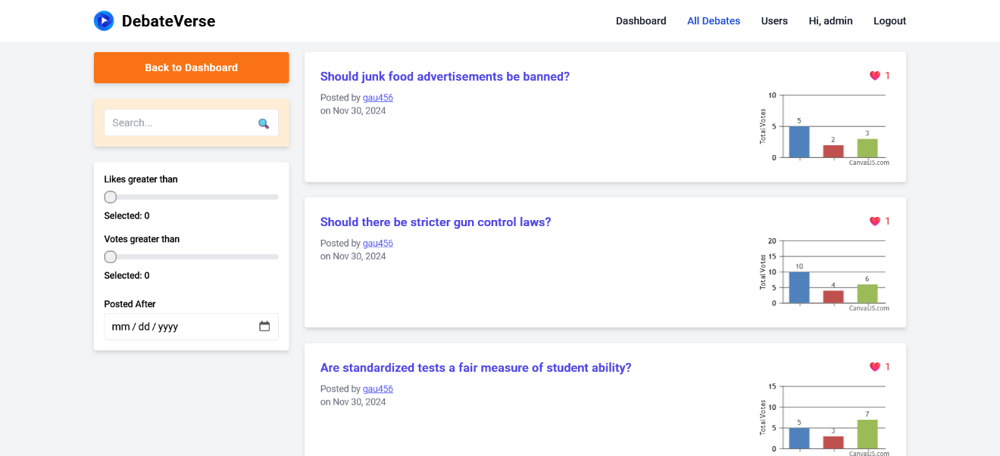 DebateVerse
Dashboard
All Debates
Users
Hi, admin
Logout
Back to Dashboard
Search...
Likes greater than
Selected: 0
Votes greater than
Selected: 0
Posted After
mm / dd / yyyy
Should junk food advertisements be banned?
1
Posted by gau456
on Nov 30, 2024
Total Votes
10
5
0
5
2
3
CanvasJS.com
Should there be stricter gun control laws?
1
Posted by gau456
on Nov 30, 2024
Total Votes
20
15
10
5
0
10
4
6
CanvasJS.com
Are standardized tests a fair measure of student ability?
1
Posted by gau456
on Nov 30, 2024
Total Votes
15
10
5
0
5
3
7
CanvasJS.com